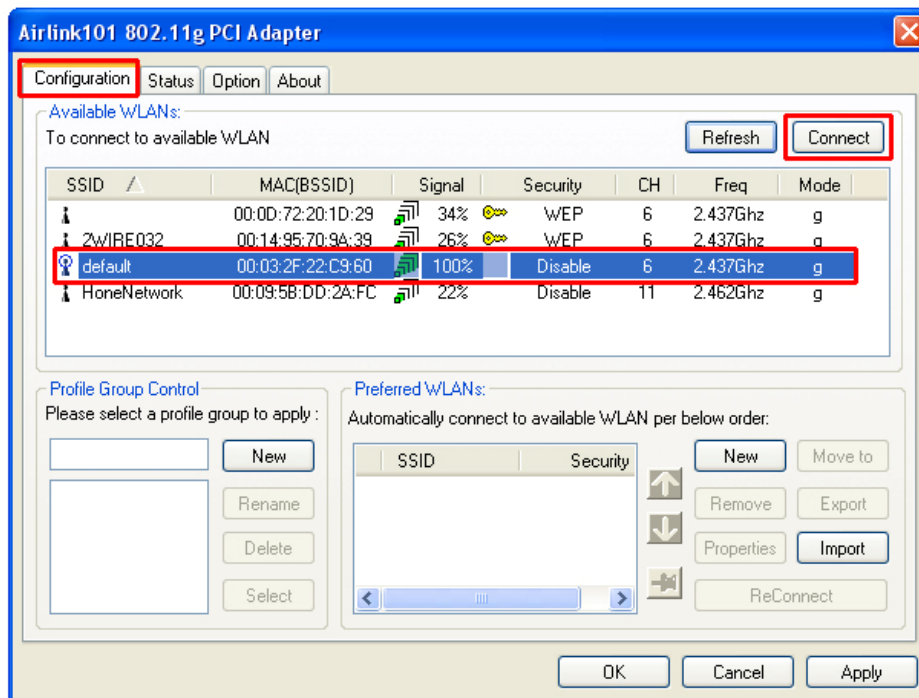 Airlink101 802.11g PCI Adapter
Configuration Status Option About
Available WLANs:
To connect to available WLAN Refresh Connect
SSID MAC(BSSID) Signal Security CH Freq Mode
00:0D:72:20:1D:29 34% WEP 6 2.437Ghz g
2WIRE032 00:14:95:70:9A:39 26% WEP 6 2.437Ghz g
default 00:03:2F:22:C9:60 100% Disable 6 2.437Ghz g
HoneNetwork 00:09:5B:DD:2A:FC 22% Disable 11 2.462Ghz g
Profile Group Control
Please select a profile group to apply :
New
Rename
Delete
Select
Preferred WLANs:
Automatically connect to available WLAN per below order:
SSID Security
New Move to
Remove Export
Properties Import
ReConnect
OK Cancel Apply